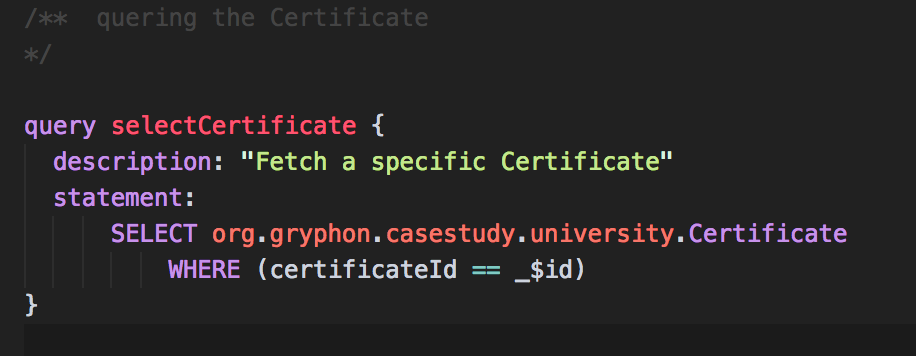 /**  quering the Certificate
*/
query selectCertificate {
description: "Fetch a specific Certificate"
statement:
SELECT org.gryphon.casestudy.university.Certificate
WHERE (certificateId == _$id)
}